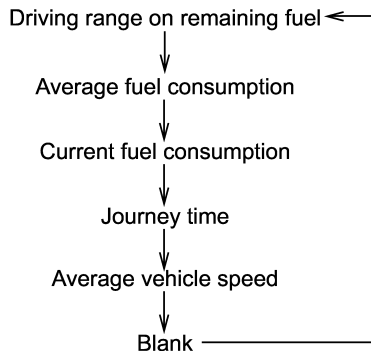 Driving range on remaining fuel
Average fuel consumption
Current fuel consumption
Journey time
Average vehicle speed
Blank